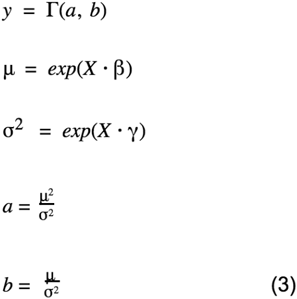 y = Γ(a, b)
μ = exp(X · β)
σ² = exp(X · γ)
a = μ²/σ²
b = μ/σ² (3)